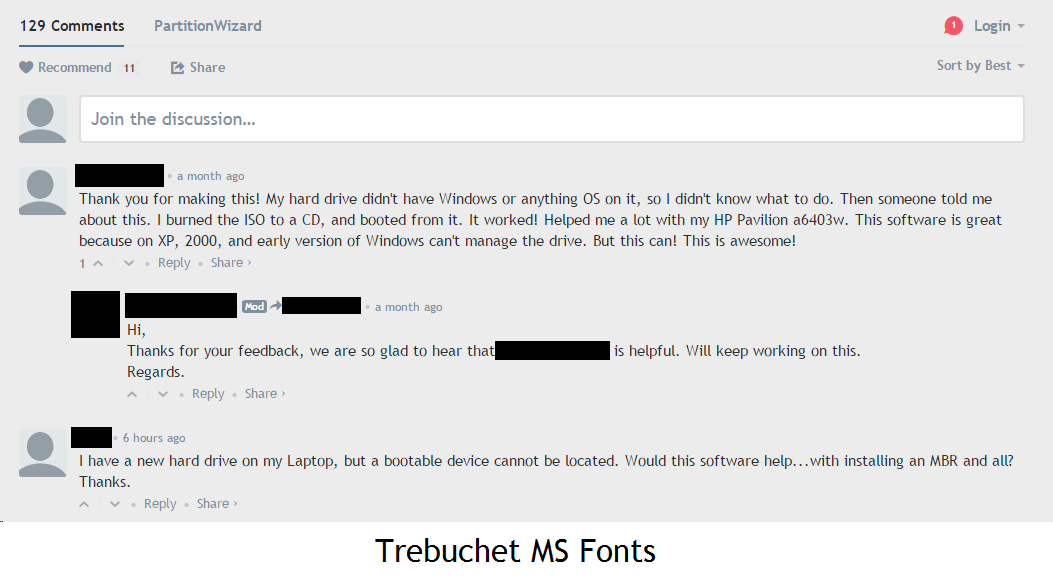 129 Comments PartitionWizard 1 Login
Recommend 11 Share Sort by Best
Join the discussion...
• a month ago
Thank you for making this! My hard drive didn't have Windows or anything OS on it, so I didn't know what to do. Then someone told me
about this. I burned the ISO to a CD, and booted from it. It worked! Helped me a lot with my HP Pavilion a6403w. This software is great
because on XP, 2000, and early version of Windows can't manage the drive. But this can! This is awesome!
1 • Reply • Share ›
Mod • a month ago
Hi,
Thanks for your feedback, we are so glad to hear that is helpful. Will keep working on this.
Regards.
• Reply • Share ›
• 6 hours ago
I have a new hard drive on my Laptop, but a bootable device cannot be located. Would this software help...with installing an MBR and all?
Thanks.
• Reply • Share ›
Trebuchet MS Fonts